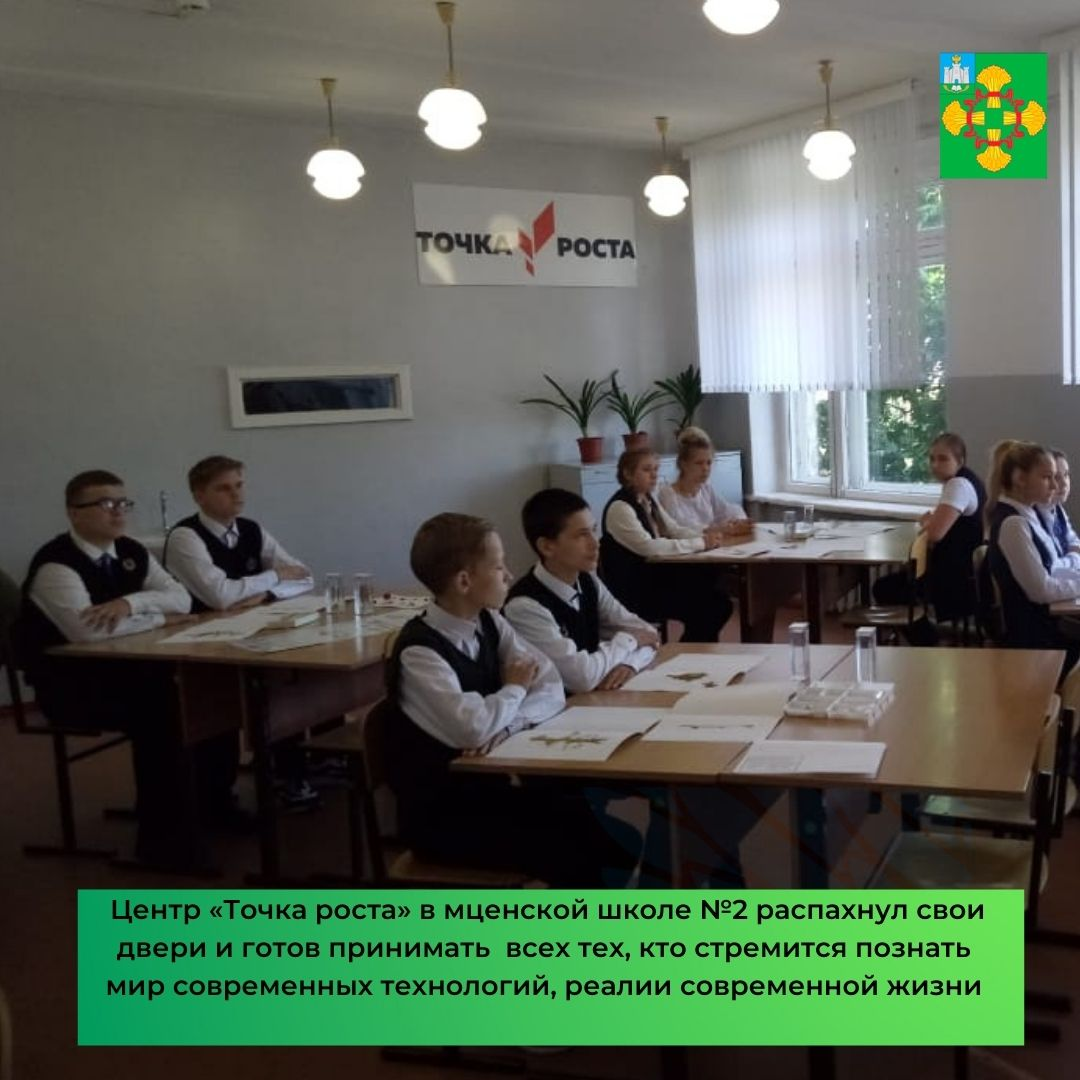 ТОЧКА РОСТА
Центр «Точка роста» в мценской школе №2 распахнул свои
двери и готов принимать всех тех, кто стремится познать
мир современных технологий, реалии современной жизни